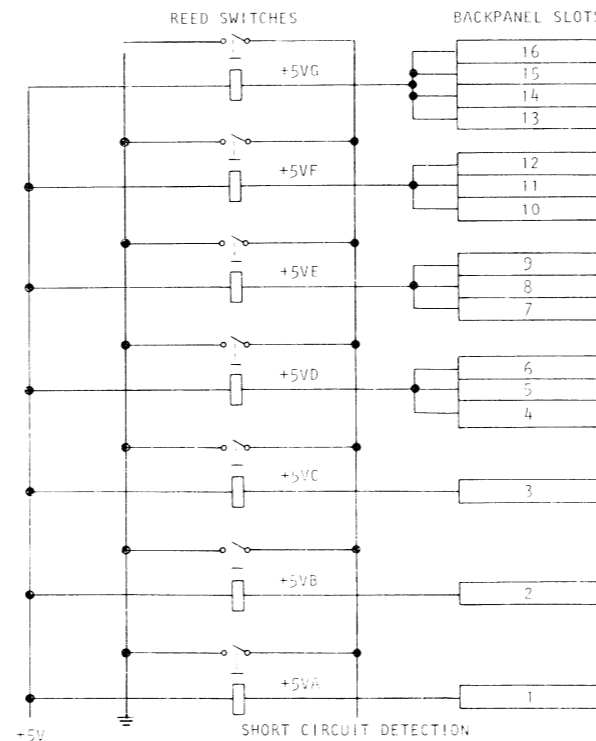 REED SWITCHES
BACKPANEL SLOTS
16
+5VG
15
14
13
12
+5VF
11
10
9
+5VE
8
7
6
+5VD
5
4
+5VC
3
+5VB
2
+5VA
1
+5V
SHORT CIRCUIT DETECTION